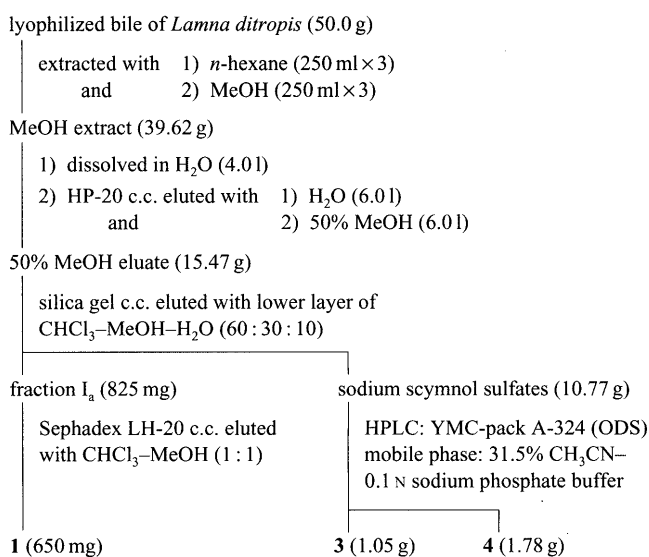 lyophilized bile of Lamna ditropis (50.0 g)
extracted with 1) n-hexane (250 ml×3)
and 2) MeOH (250 ml×3)
MeOH extract (39.62 g)
1) dissolved in H₂O (4.0 l)
2) HP-20 c.c. eluted with 1) H₂O (6.0 l)
and 2) 50% MeOH (6.0 l)
50% MeOH eluate (15.47 g)
silica gel c.c. eluted with lower layer of
CHCl₃–MeOH–H₂O (60 : 30 : 10)
fraction Iₐ (825 mg) sodium scymnol sulfates (10.77 g)
Sephadex LH-20 c.c. eluted HPLC: YMC-pack A-324 (ODS)
with CHCl₃–MeOH (1 : 1) mobile phase: 31.5% CH₃CN–
0.1 N sodium phosphate buffer
1 (650 mg) 3 (1.05 g) 4 (1.78 g)